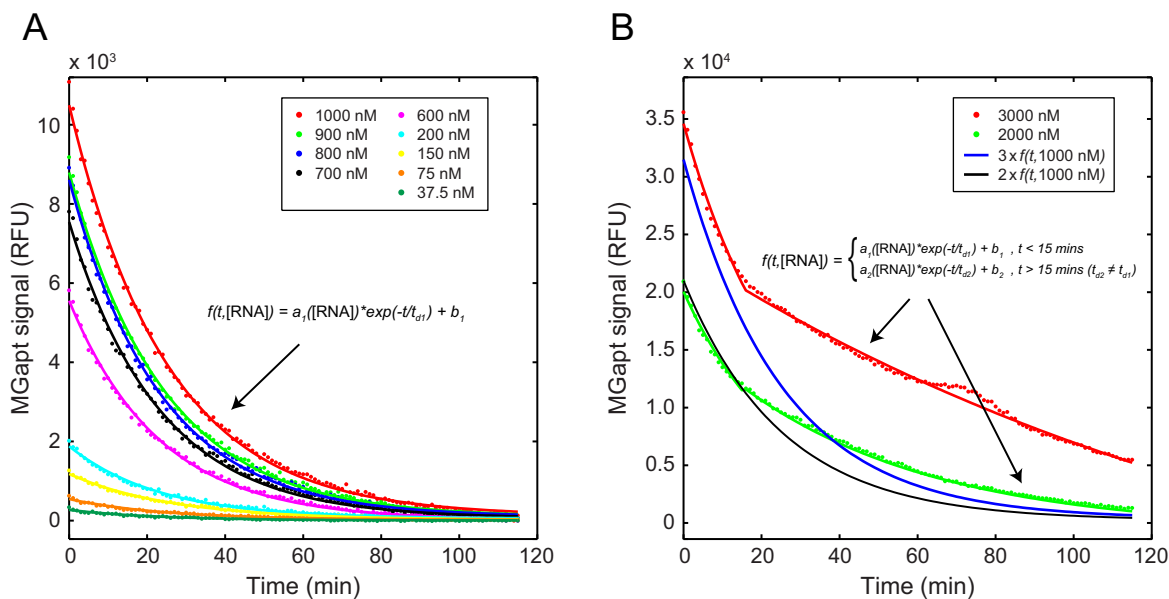 A
x 10³
MGapt signal (RFU)
10
8
6
4
2
0
0 20 40 60 80 100 120
Time (min)
1000 nM
900 nM
800 nM
700 nM
600 nM
200 nM
150 nM
75 nM
37.5 nM
f(t,[RNA]) = a₁([RNA])*exp(-t/t_d1) + b₁
B
x 10⁴
MGapt signal (RFU)
3.5
3.0
2.5
2.0
1.5
1.0
0.5
0
0 20 40 60 80 100 120
Time (min)
3000 nM
2000 nM
3 x f(t,1000 nM)
2 x f(t,1000 nM)
f(t,[RNA]) = {
a₁([RNA])*exp(-t/t_d1) + b₁ , t < 15 mins
a₂([RNA])*exp(-t/t_d2) + b₂ , t > 15 mins (t_d2 ≠ t_d1)